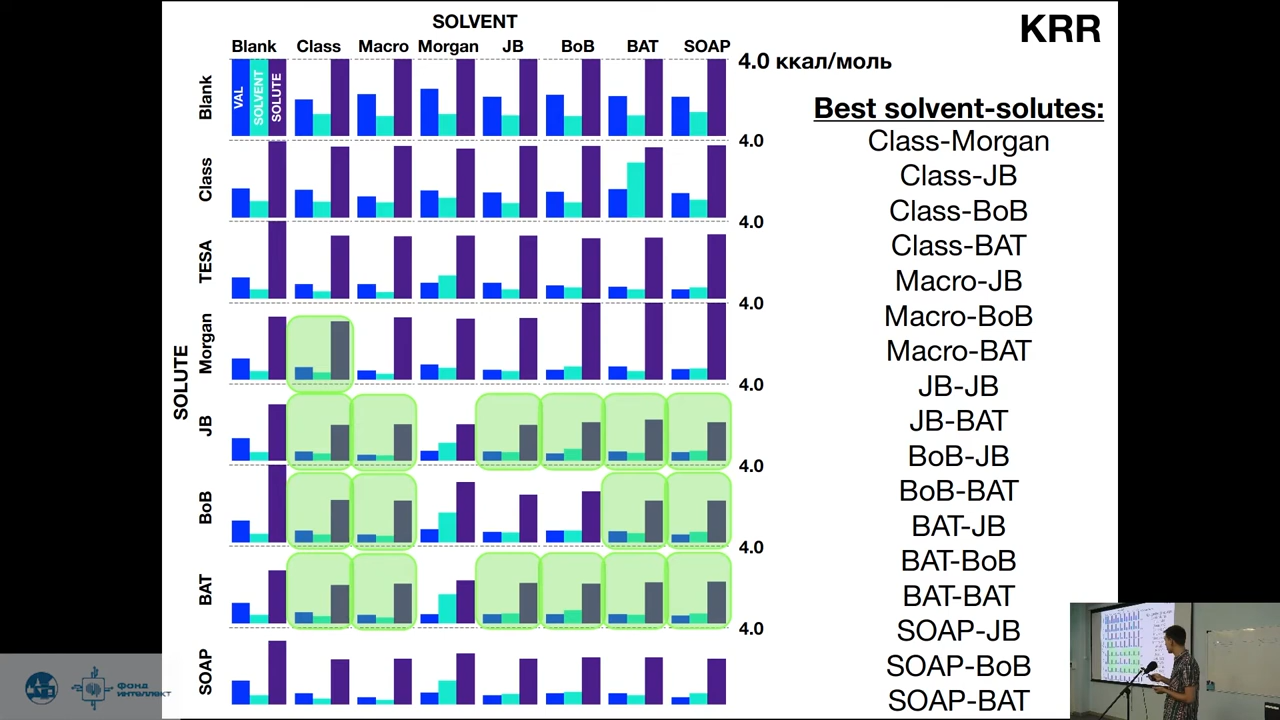 SOLVENT
KRR
Blank Class Macro Morgan JB BoB BAT SOAP
4.0 ккал/моль
VAL SOLVENT SOLUTE
Blank
Best solvent-solutes:
Class-Morgan
4.0
Class
Class-JB
Class-BoB
4.0
TESA
Class-BAT
Macro-JB
4.0
Macro-BoB
SOLUTE
Morgan
Macro-BAT
4.0
JB-JB
JB
JB-BAT
BoB-JB
4.0
BoB
BoB-BAT
BAT-JB
4.0
BAT
BAT-BoB
BAT-BAT
4.0
SOAP-JB
SOAP
SOAP-BoB
SOAP-BAT
ФОНД
ИНТЕЛЛЕКТ